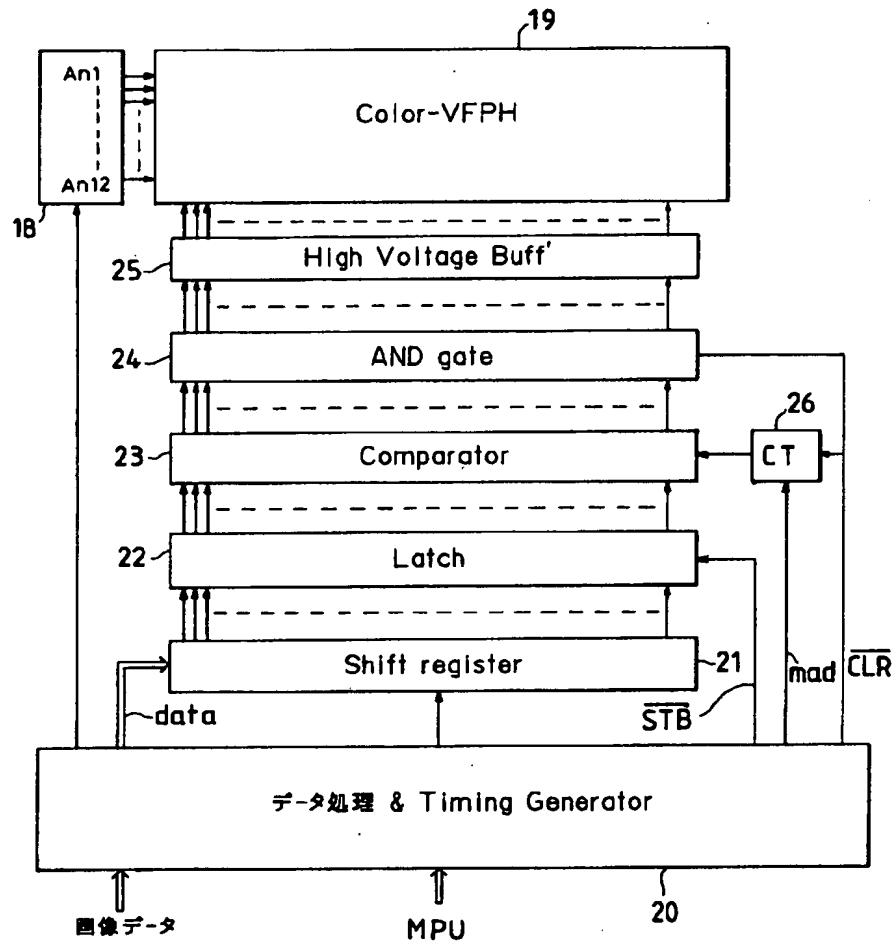 19
An1
Color-VFPH
An12
18
High Voltage Buff'
25
AND gate
24
26
Comparator
CT
23
Latch
22
Shift register
21
mad
CLR
STB
data
データ処理 & Timing Generator
20
画像データ
MPU